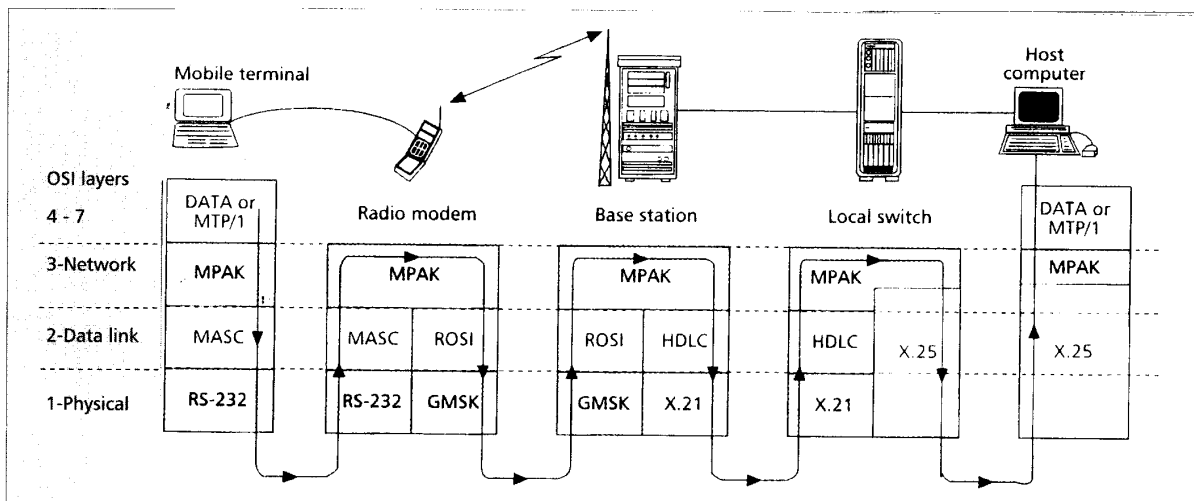 Mobile terminal
Host
computer
OSI layers
4 - 7
DATA or
MTP/1
Radio modem
Base station
Local switch
DATA or
MTP/1
3-Network
MPAK
MPAK
MPAK
MPAK
MPAK
2-Data link
MASC
MASC
ROSI
ROSI
HDLC
HDLC
X.25
X.25
1-Physical
RS-232
RS-232
GMSK
GMSK
X.21
X.21